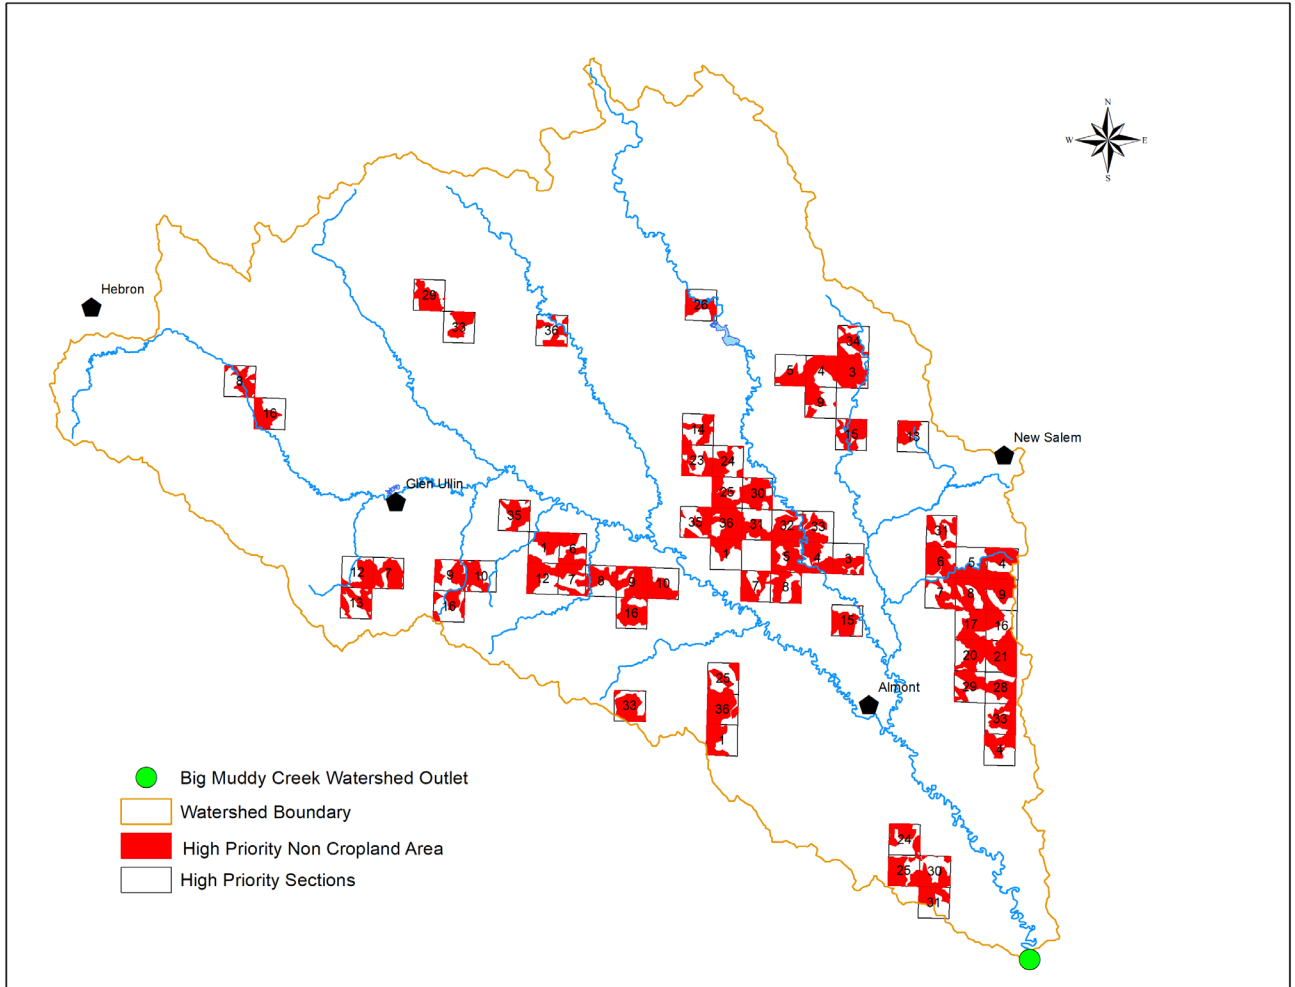 N
W E
S
Hebron
29
26
33
36
34
8
5 4 3
16
9
14
15
13
New Salem
23 24
Glen Ullin
25 30
35
35 36 31 32 33
31
1 6
1
5 4 3
6 5 4
12 7
9 10
12 7 8 9 10
7 8
7 8 9
13
16
16
15
17 16
20 21
25
29 28
Almont
33
36
33
1
4
Big Muddy Creek Watershed Outlet
Watershed Boundary
24
High Priority Non Cropland Area
25 30
High Priority Sections
31